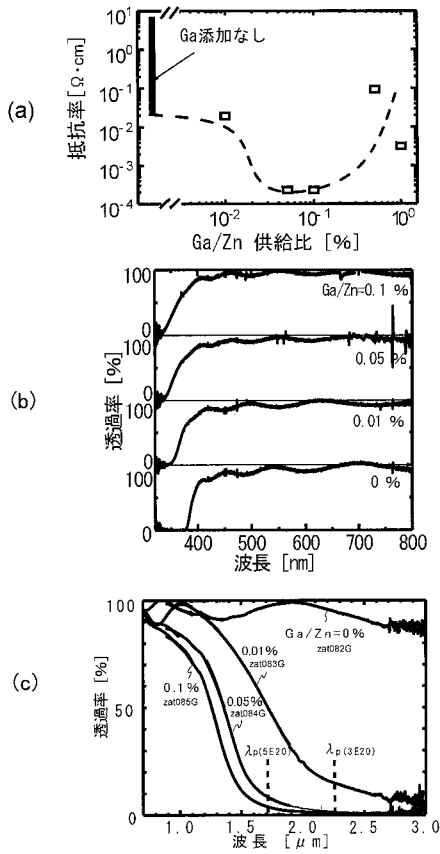 (a)
抵抗率[Ω·cm]
10¹
10⁰
10⁻¹
10⁻²
10⁻³
10⁻⁴
Ga添加なし
10⁻²
10⁻¹
10⁰
Ga/Zn 供給比 [%]
(b)
透過率 [%]
100
0
100
0
100
0
100
0
Ga/Zn=0.1 %
0.05 %
0.01 %
0 %
400
500
600
700
800
波長 [nm]
(c)
透過率 [%]
100
50
0
Ga/Zn=0%
zat082G
0.01%
zat083G
0.05%
zat084G
0.1%
zat085G
λp(5E20)
λp(3E20)
1.0
1.5
2.0
2.5
3.0
波 長 [μm]